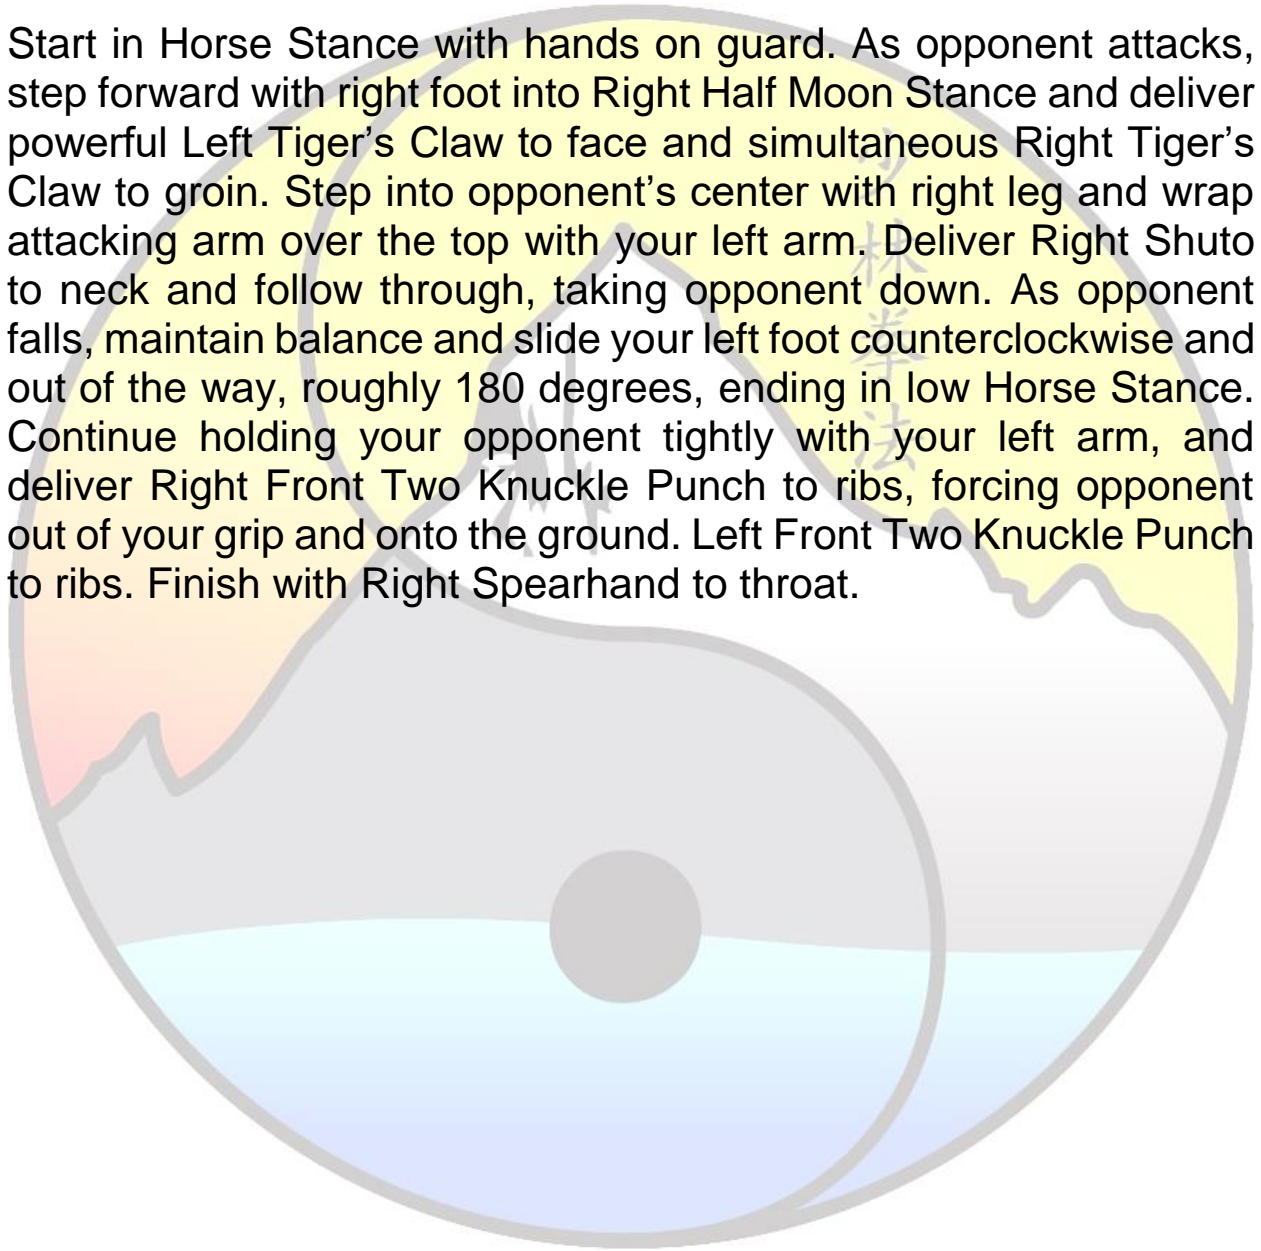 Start in Horse Stance with hands on guard. As opponent attacks,
step forward with right foot into Right Half Moon Stance and deliver
powerful Left Tiger’s Claw to face and simultaneous Right Tiger’s
Claw to groin. Step into opponent’s center with right leg and wrap
attacking arm over the top with your left arm. Deliver Right Shuto
to neck and follow through, taking opponent down. As opponent
falls, maintain balance and slide your left foot counterclockwise and
out of the way, roughly 180 degrees, ending in low Horse Stance.
Continue holding your opponent tightly with your left arm, and
deliver Right Front Two Knuckle Punch to ribs, forcing opponent
out of your grip and onto the ground. Left Front Two Knuckle Punch
to ribs. Finish with Right Spearhand to throat.
少林拳法